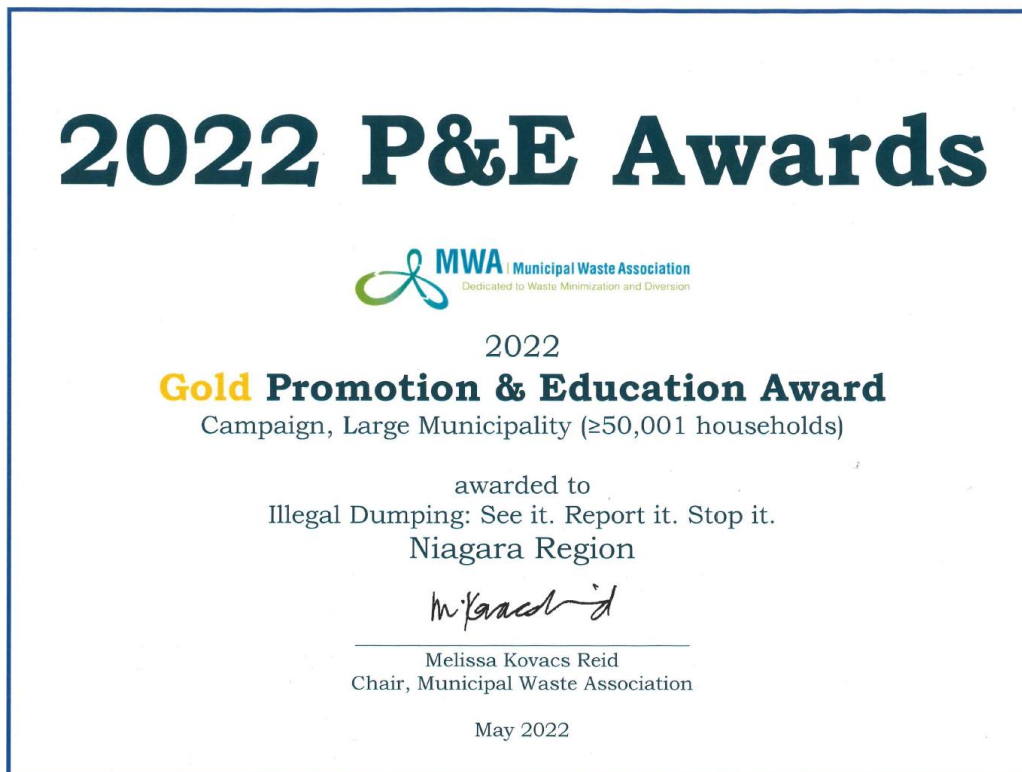 2022 P&E Awards
MWA | Municipal Waste Association
Dedicated to Waste Minimization and Diversion
2022
Gold Promotion & Education Award
Campaign, Large Municipality (≥50,001 households)
awarded to
Illegal Dumping: See it. Report it. Stop it.
Niagara Region
Melissa Kovacs Reid
Chair, Municipal Waste Association
May 2022